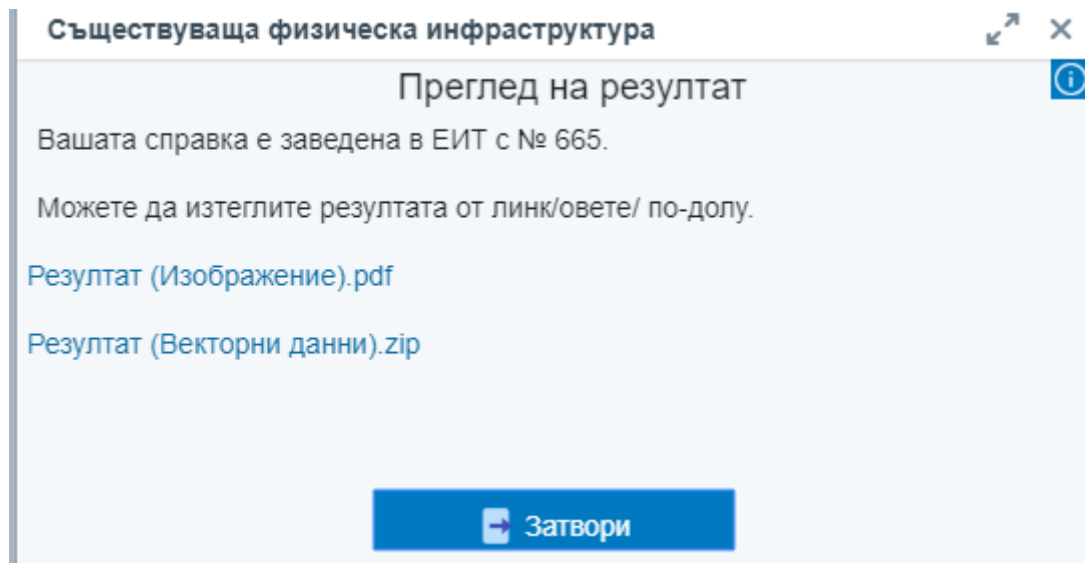 Съществуваща физическа инфраструктура
Преглед на резултат
Вашата справка е заведена в ЕИТ с № 665.
Можете да изтеглите резултата от линк/овете/ по-долу.
Резултат (Изображение).pdf
Резултат (Векторни данни).zip
Затвори